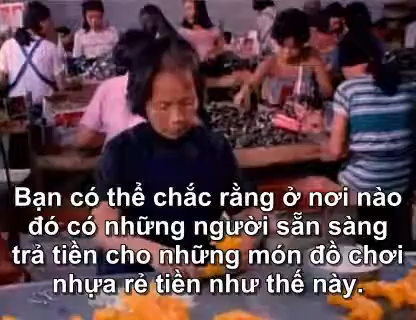 Bạn có thể chắc rằng ở nơi nào
đó có những người sẵn sàng
trả tiền cho những món đồ chơi
nhựa rẻ tiền như thế này.